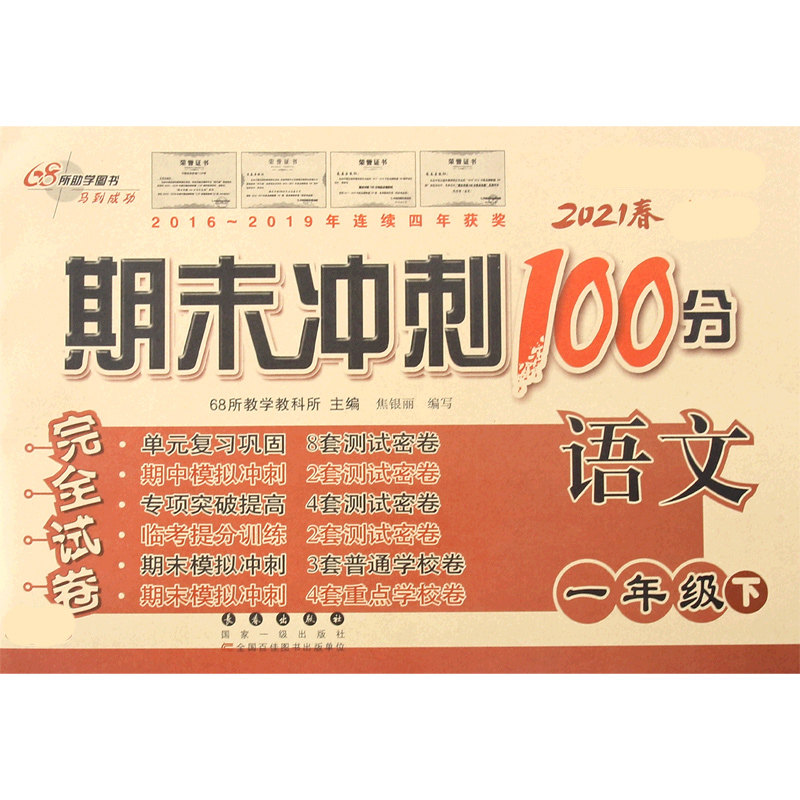 68所助学图书
马到成功
荣誉证书 荣誉证书 荣誉证书 荣誉证书
2016~2019年连续四年获奖
2021春
期末冲刺100分
68所教学教科所 主编 焦银丽 编写
语文
一年级 下
完全试卷
·单元复习巩固 8套测试密卷
·期中模拟冲刺 2套测试密卷
·专项突破提高 4套测试密卷
·临考提分训练 2套测试密卷
·期末模拟冲刺 3套普通学校卷
·期末模拟冲刺 4套重点学校卷
长春出版社
国家一级出版社
全国百佳图书出版单位